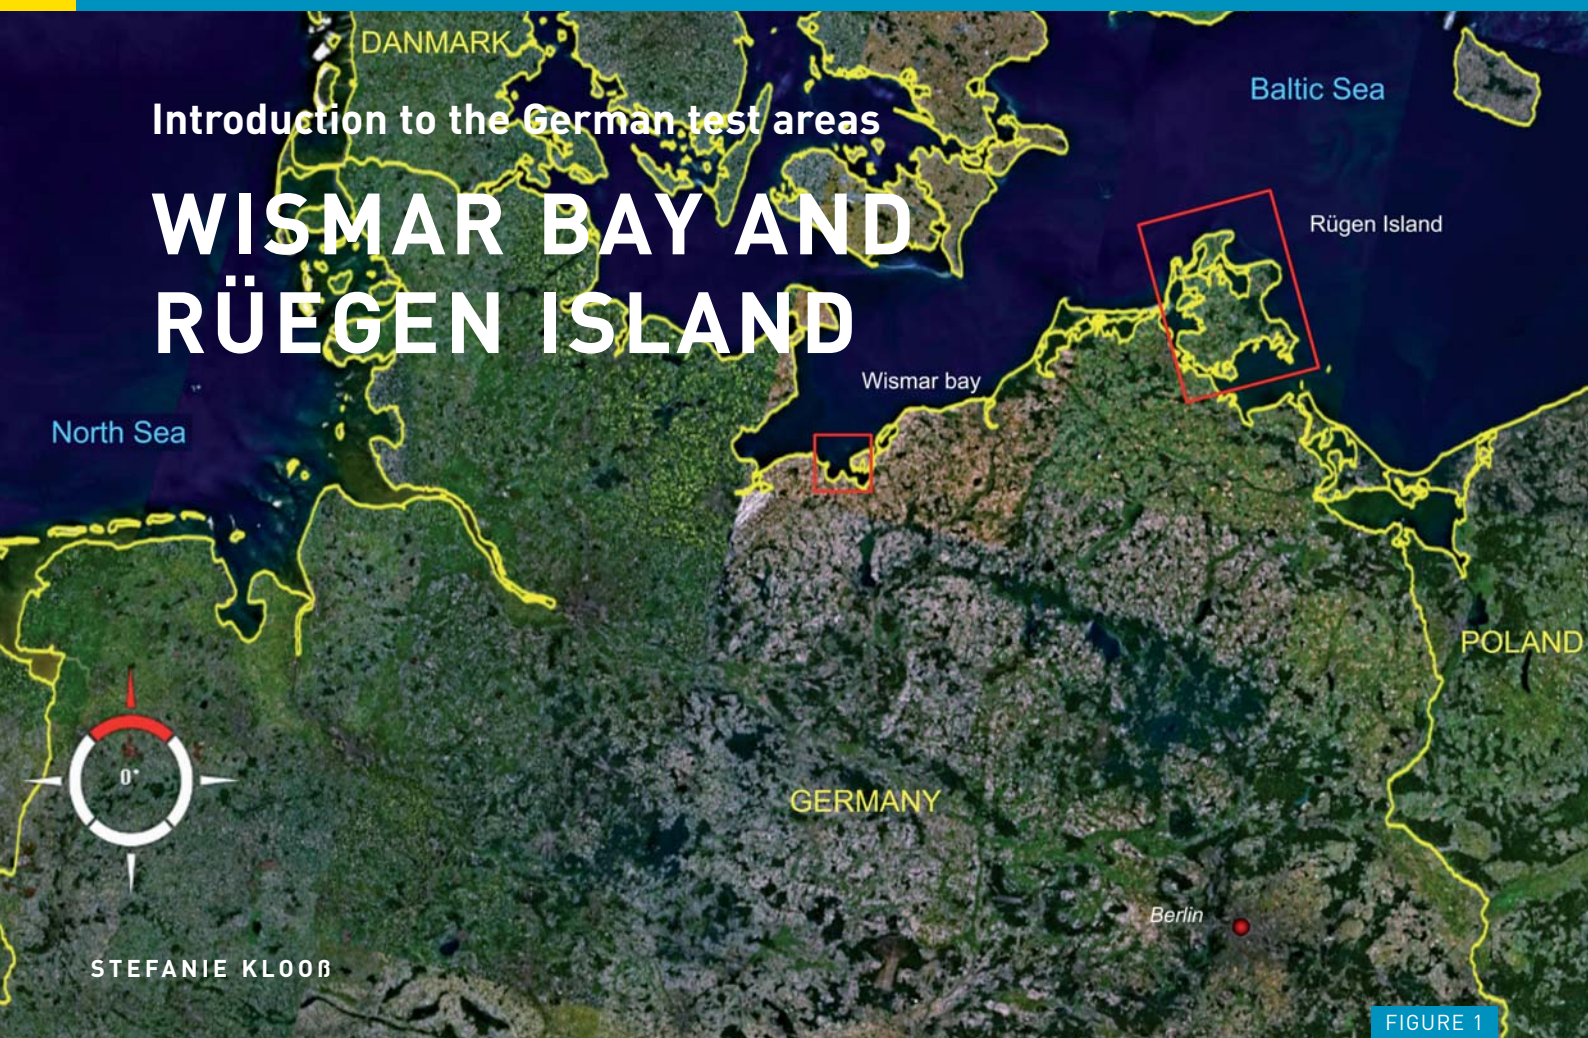 DANMARK
Baltic Sea
Introduction to the German test areas
WISMAR BAY AND
RÜEGEN ISLAND
Rügen Island
Wismar bay
North Sea
POLAND
0°
GERMANY
Berlin
STEFANIE KLOOß
FIGURE 1